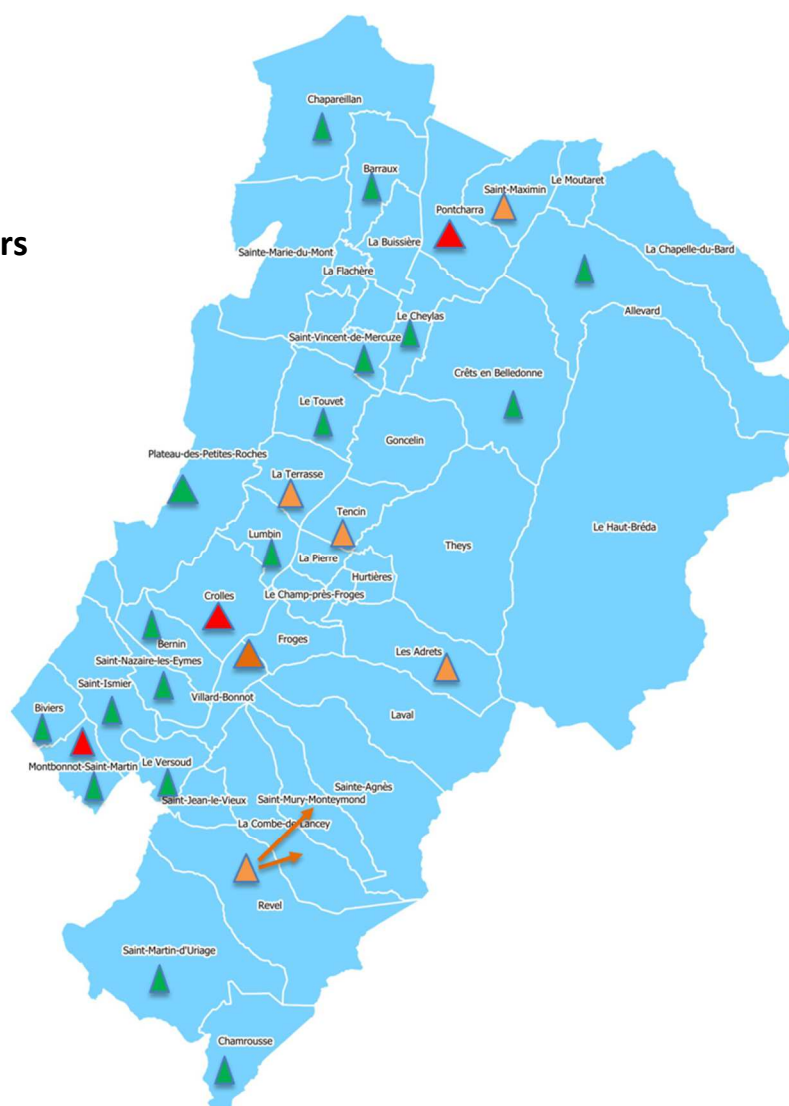 Chapareillan
Barraux
Le Moutaret
Saint-Maximin
Pontcharra
rs
La Buissière
Sainte-Marie-du-Mont
La Chapelle-du-Bard
La Flachère
Allevard
Le Cheylas
Saint-Vincent-de-Mercuze
Crêts en Belledonne
Le Touvet
Goncelin
Plateau-des-Petites-Roches
La Terrasse
Tencin
Le Haut-Bréda
Lumbin
Theys
La Pierre
Hurtières
Crolles
Le Champ-près-Froges
Froges
Bernin
Les Adrets
Saint-Nazaire-les-Eymes
Saint-Ismier
Villard-Bonnot
Biviers
Laval
Le Versoud
Montbonnot-Saint-Martin
Sainte-Agnès
Saint-Jean-le-Vieux
Saint-Mury-Monteymond
La Combe-de-Lancey
Revel
Saint-Martin-d'Uriage
Chamrousse